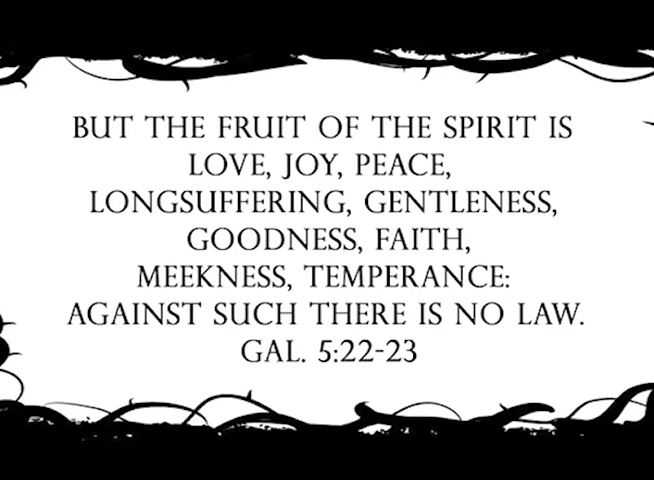 BUT THE FRUIT OF THE SPIRIT IS
LOVE, JOY, PEACE,
LONGSUFFERING, GENTLENESS,
GOODNESS, FAITH,
MEEKNESS, TEMPERANCE:
AGAINST SUCH THERE IS NO LAW.
GAL. 5:22-23